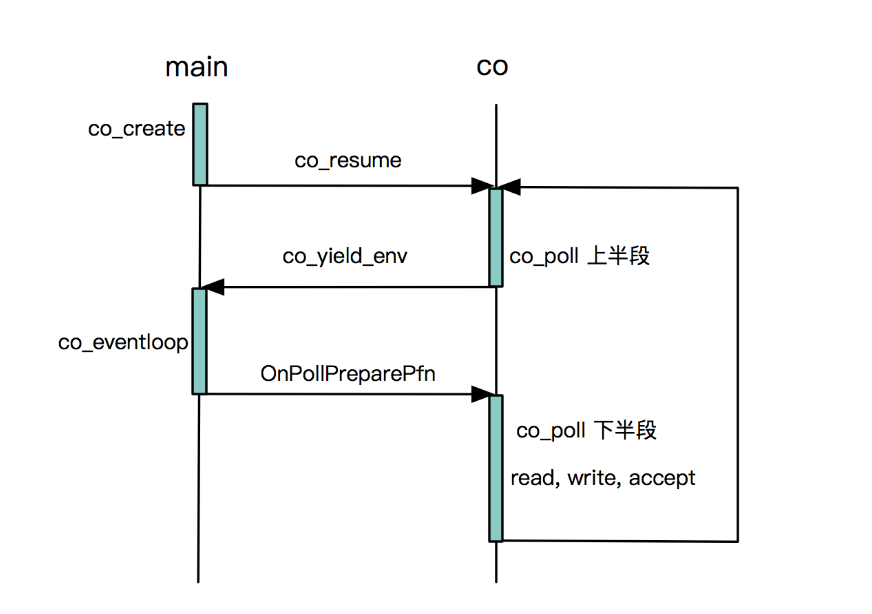 main
co
co_create
co_resume
co_yield_env
co_poll 上半段
co_eventloop
OnPollPreparePfn
co_poll 下半段
read, write, accept